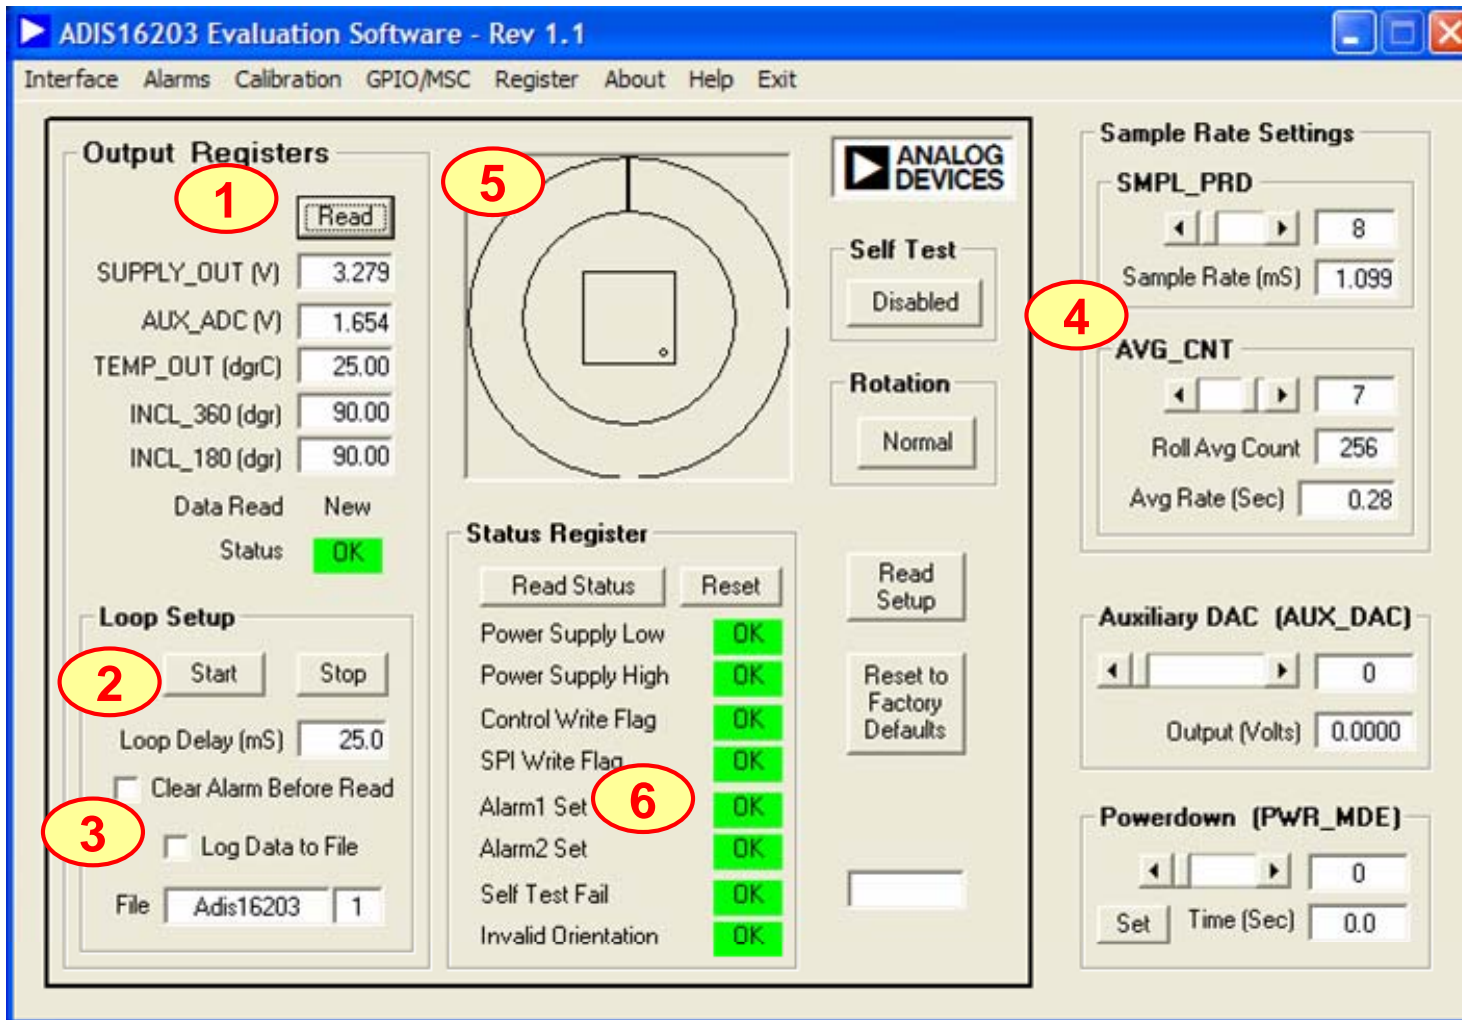 ADIS16203 Evaluation Software - Rev 1.1
Interface Alarms Calibration GPIO/MSC Register About Help Exit
Output Registers
1
Read
SUPPLY_OUT (V) 3.279
AUX_ADC (V) 1.654
TEMP_OUT (dgrC) 25.00
INCL_360 (dgr) 90.00
INCL_180 (dgr) 90.00
Data Read New
Status OK
Loop Setup
2
Start Stop
Loop Delay (mS) 25.0
Clear Alarm Before Read
3
Log Data to File
File Adis16203 1
5
Status Register
Read Status Reset
Power Supply Low OK
Power Supply High OK
Control Write Flag OK
SPI Write Flag OK
Alarm1 Set OK
6
Alarm2 Set OK
Self Test Fail OK
Invalid Orientation OK
ANALOG
DEVICES
Self Test
Disabled
Rotation
Normal
Read
Setup
Reset to
Factory
Defaults
Sample Rate Settings
SMPL_PRD
8
Sample Rate (mS) 1.099
4
AVG_CNT
7
Roll Avg Count 256
Avg Rate (Sec) 0.28
Auxiliary DAC (AUX_DAC)
0
Output (Volts) 0.0000
Powerdown (PWR_MDE)
0
Set Time (Sec) 0.0